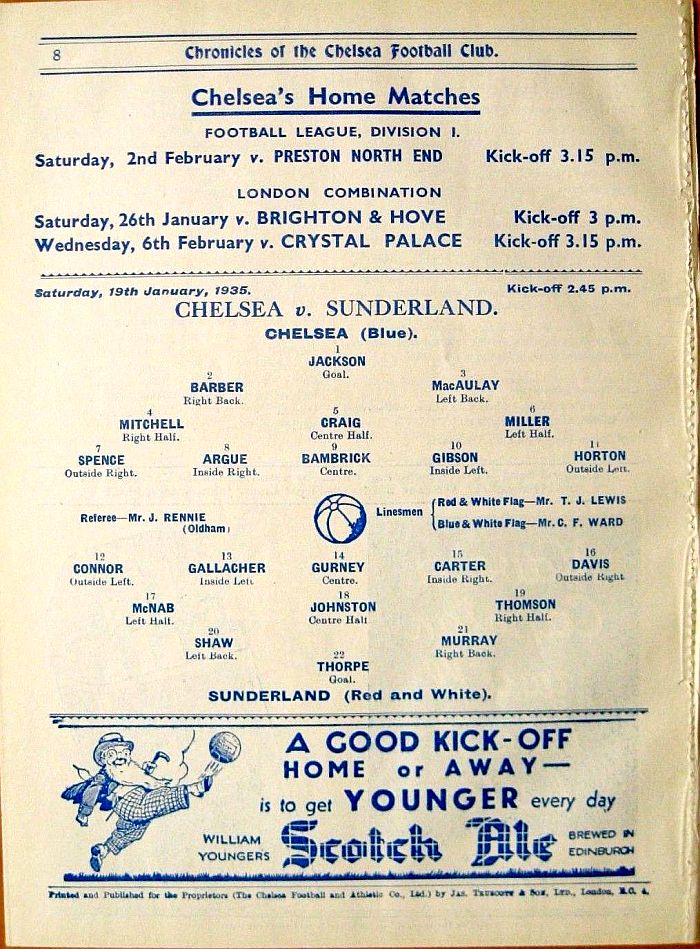 8
Chronicles of the Chelsea Football Club.
Chelsea's Home Matches
FOOTBALL LEAGUE, DIVISION I.
Saturday, 2nd February v. PRESTON NORTH END Kick-off 3.15 p.m.
LONDON COMBINATION
Saturday, 26th January v. BRIGHTON & HOVE Kick-off 3 p.m.
Wednesday, 6th February v. CRYSTAL PALACE Kick-off 3.15 p.m.
Saturday, 19th January, 1935. Kick-off 2.45 p.m.
CHELSEA v. SUNDERLAND.
CHELSEA (Blue).
1
JACKSON
Goal.
2 3
BARBER MacAULAY
Right Back. Left Back.
4 5 6
MITCHELL CRAIG MILLER
Right Half. Centre Half. Left Half.
7 8 9 10 11
SPENCE ARGUE BAMBRICK GIBSON HORTON
Outside Right. Inside Right. Centre. Inside Left. Outside Left.
Referee—Mr. J. RENNIE
(Oldham)
Linesmen
Red & White Flag—Mr. T. J. LEWIS
Blue & White Flag—Mr. C. F. WARD
12 13 14 15 16
CONNOR GALLACHER GURNEY CARTER DAVIS
Outside Left. Inside Left Centre. Inside Right. Outside Right
17 18 19
McNAB JOHNSTON THOMSON
Left Half. Centre Half Right Half.
20 21
SHAW MURRAY
Left Back. Right Back.
22
THORPE
Goal.
SUNDERLAND (Red and White).
A GOOD KICK-OFF
HOME or AWAY—
is to get YOUNGER every day
WILLIAM YOUNGERS Scotch Ale BREWED IN EDINBURGH
Printed and Published for the Proprietors (The Chelsea Football and Athletic Co., Ltd.) by Jas. Truscott & Son, Ltd., London, E.C. 4.